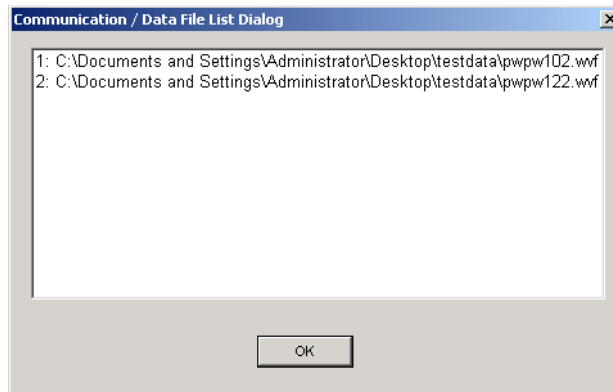 Communication / Data File List Dialog
1: C:\Documents and Settings\Administrator\Desktop\testdata\pwpw102.wvf
2: C:\Documents and Settings\Administrator\Desktop\testdata\pwpw122.wvf
OK